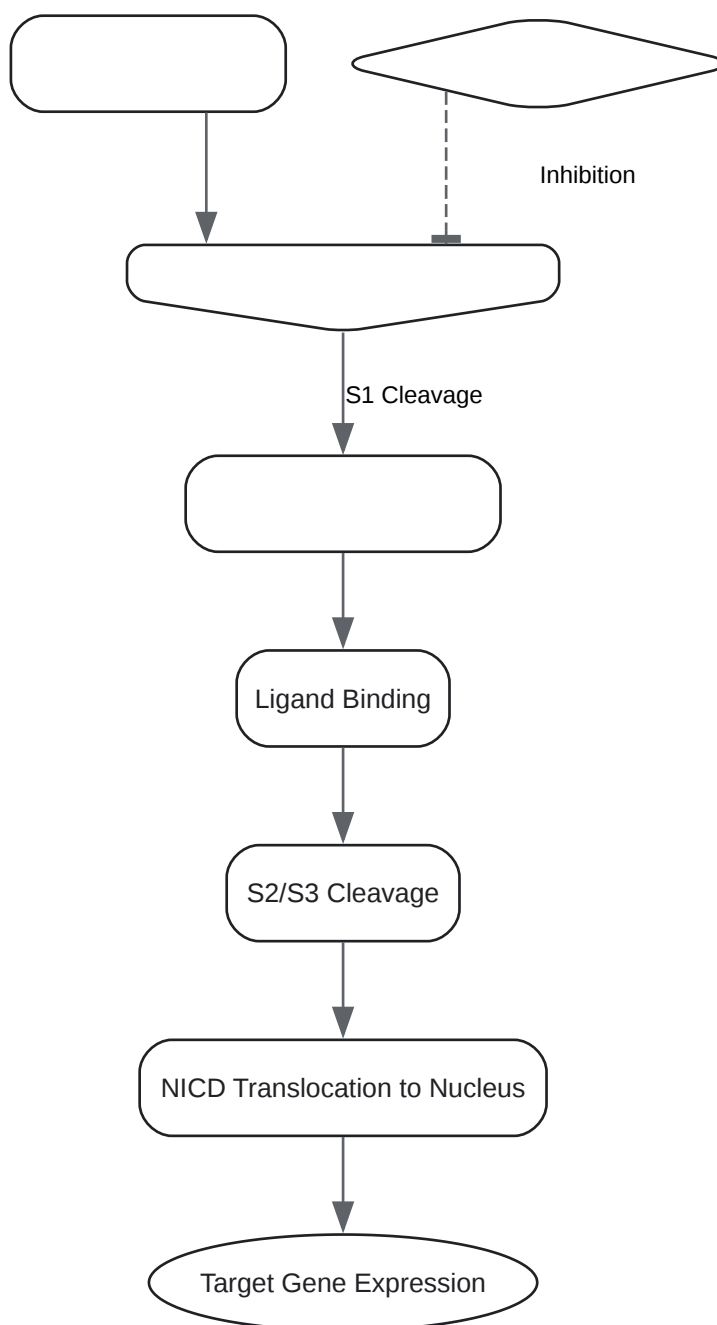 Inhibition
S1 Cleavage
Ligand Binding
S2/S3 Cleavage
NICD Translocation to Nucleus
Target Gene Expression